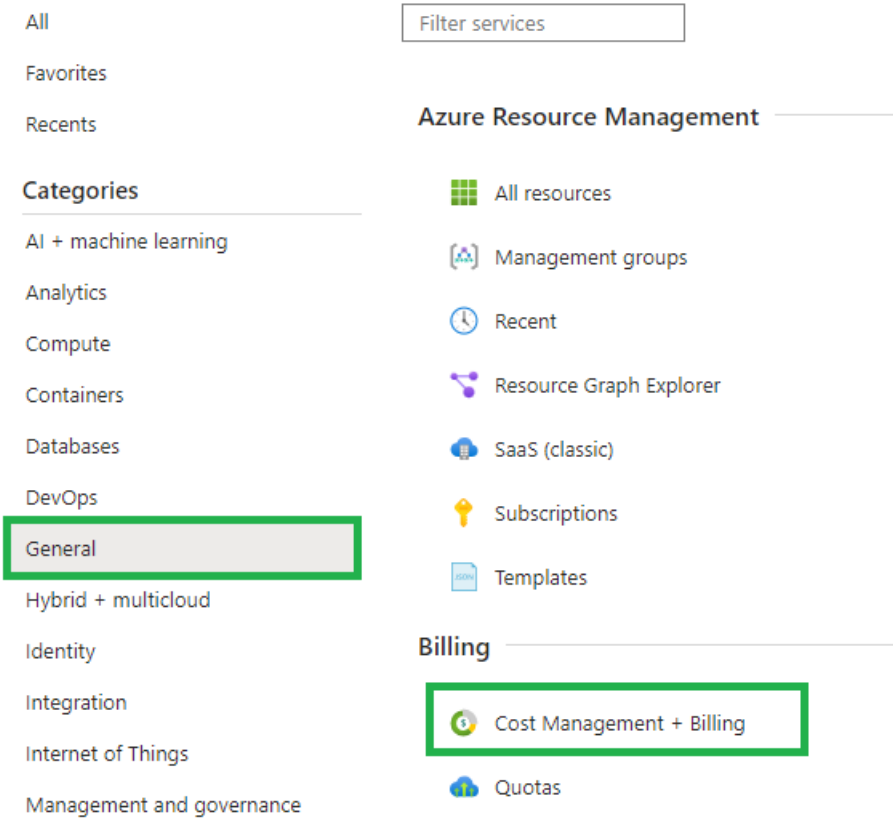 All
Favorites
Recents
Categories
AI + machine learning
Analytics
Compute
Containers
Databases
DevOps
General
Hybrid + multicloud
Identity
Integration
Internet of Things
Management and governance
Filter services
Azure Resource Management
All resources
Management groups
Recent
Resource Graph Explorer
SaaS (classic)
Subscriptions
JSON
Templates
Billing
$
Cost Management + Billing
Quotas